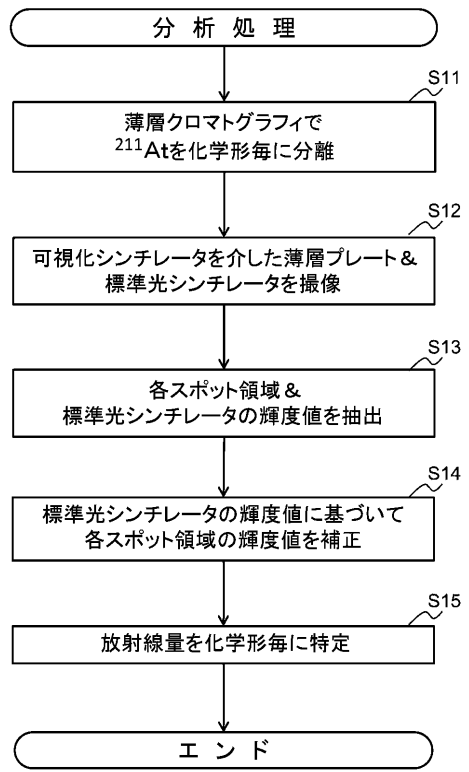 分析処理
S11
薄層クロマトグラフィで
²¹¹Atを化学形毎に分離
S12
可視化シンチレータを介した薄層プレート＆
標準光シンチレータを撮像
S13
各スポット領域＆
標準光シンチレータの輝度値を抽出
S14
標準光シンチレータの輝度値に基づいて
各スポット領域の輝度値を補正
S15
放射線量を化学形毎に特定
エンド